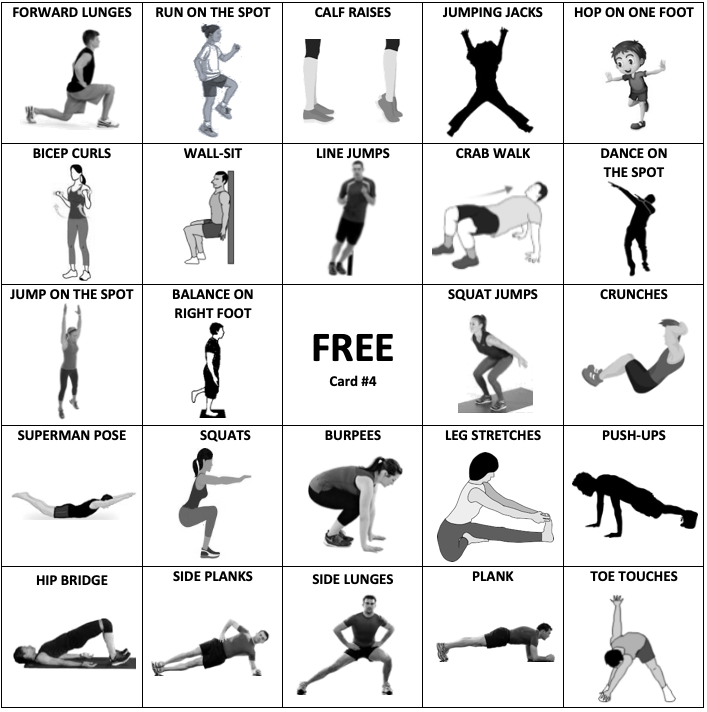 FORWARD LUNGES
RUN ON THE SPOT
CALF RAISES
JUMPING JACKS
HOP ON ONE FOOT
BICEP CURLS
WALL-SIT
LINE JUMPS
CRAB WALK
DANCE ON
THE SPOT
JUMP ON THE SPOT
BALANCE ON
RIGHT FOOT
FREE
Card #4
SQUAT JUMPS
CRUNCHES
SUPERMAN POSE
SQUATS
BURPEES
LEG STRETCHES
PUSH-UPS
HIP BRIDGE
SIDE PLANKS
SIDE LUNGES
PLANK
TOE TOUCHES